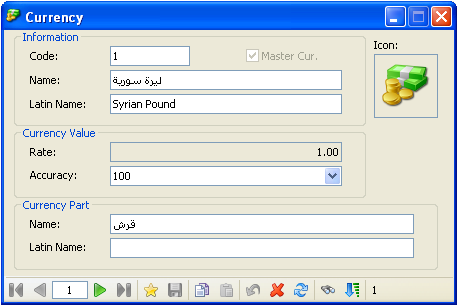 Currency
Information
Code:
1
Master Cur.
Icon:
Name:
ليرة سورية
Latin Name:
Syrian Pound
Currency Value
Rate:
1.00
Accuracy:
100
Currency Part
Name:
قرش
Latin Name:
1
1